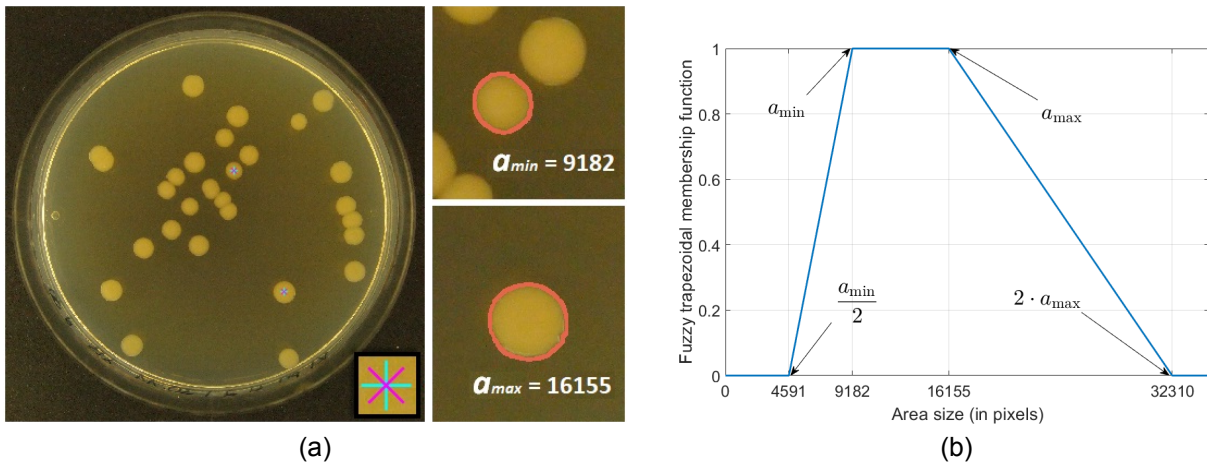 a_min = 9182
a_max = 16155
(a)
Fuzzy trapezoidal membership function
1
0.8
0.6
0.4
0.2
0
a_min
a_max
a_min
2
2 · a_max
0 4591 9182 16155 32310
Area size (in pixels)
(b)